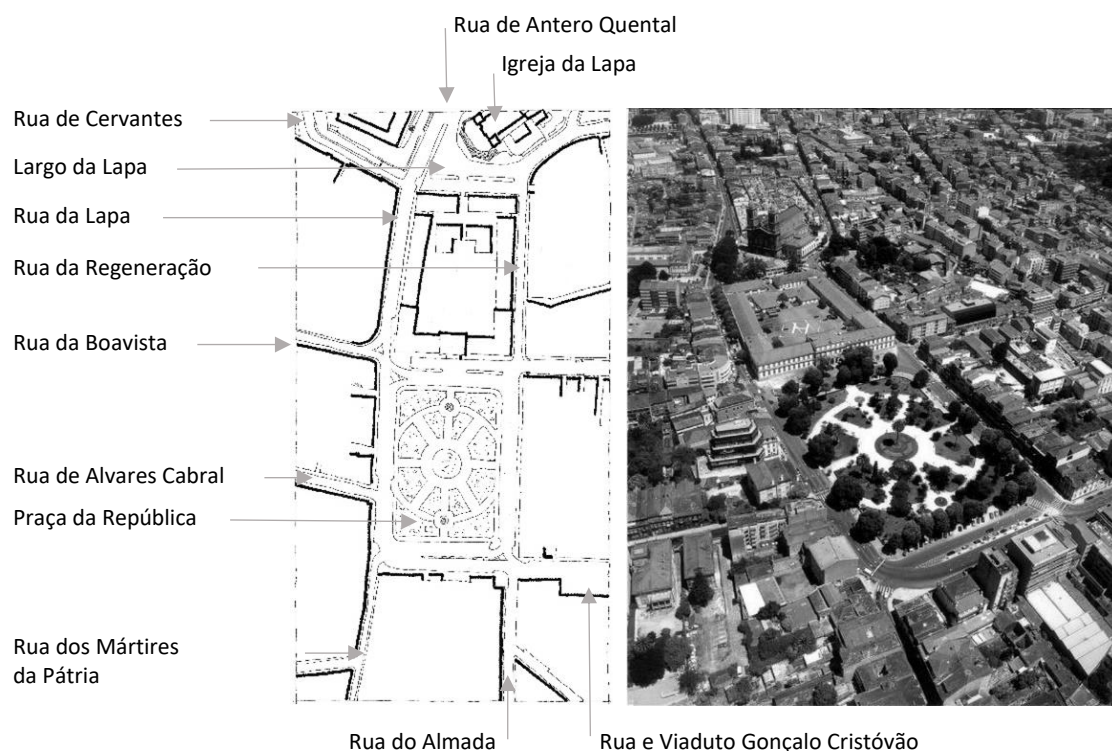 Rua de Antero Quental
Igreja da Lapa
Rua de Cervantes
Largo da Lapa
Rua da Lapa
Rua da Regeneração
Rua da Boavista
Rua de Alvares Cabral
Praça da República
Rua dos Mártires
da Pátria
Rua do Almada
Rua e Viaduto Gonçalo Cristóvão